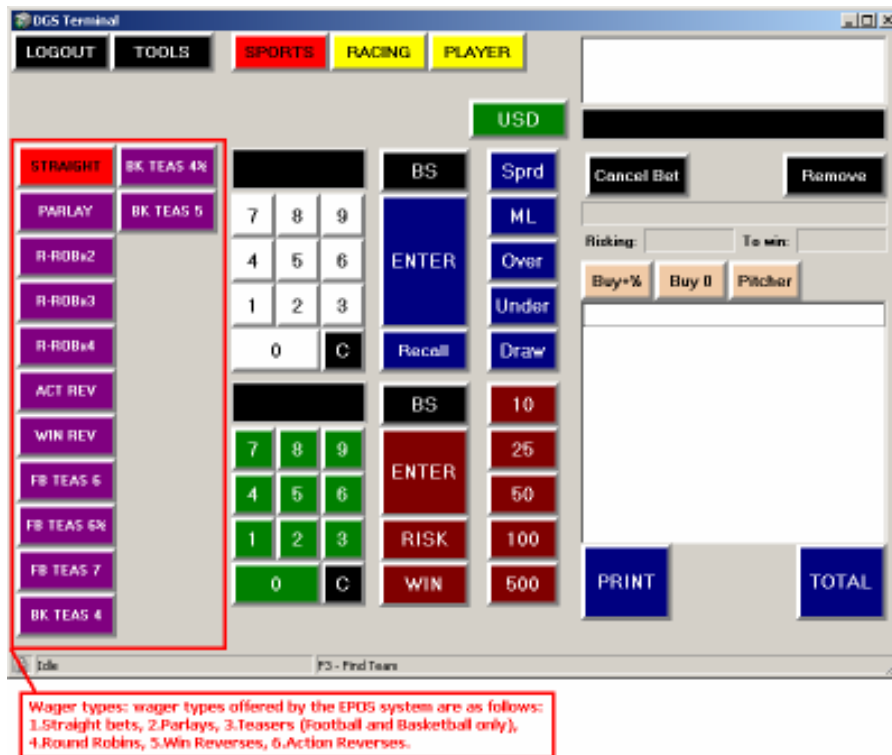 DGS Terminal
LOGOUT TOOLS SPORTS RACING PLAYER
USD
STRAIGHT BK TEAS 4½
PARLAY BK TEAS 5
R-ROBx2
R-ROBx3
R-ROBx4
ACT REV
WIN REV
FB TEAS 6
FB TEAS 6½
FB TEAS 7
BK TEAS 4
BS
7 8 9
4 5 6
1 2 3
0 C
ENTER
Recall
BS
7 8 9
4 5 6
1 2 3
0 C
ENTER
RISK
WIN
Sprd
ML
Over
Under
Draw
10
25
50
100
500
Cancel Bet Remove
Risking: To win:
Buy+½ Buy 0 Pitcher
PRINT TOTAL
Idle F3 - Find Team
Wager types: wager types offered by the EPOS system are as follows:
1.Straight bets, 2.Parlays, 3.Teasers (Football and Basketball only),
4.Round Robins, 5.Win Reverses, 6.Action Reverses.